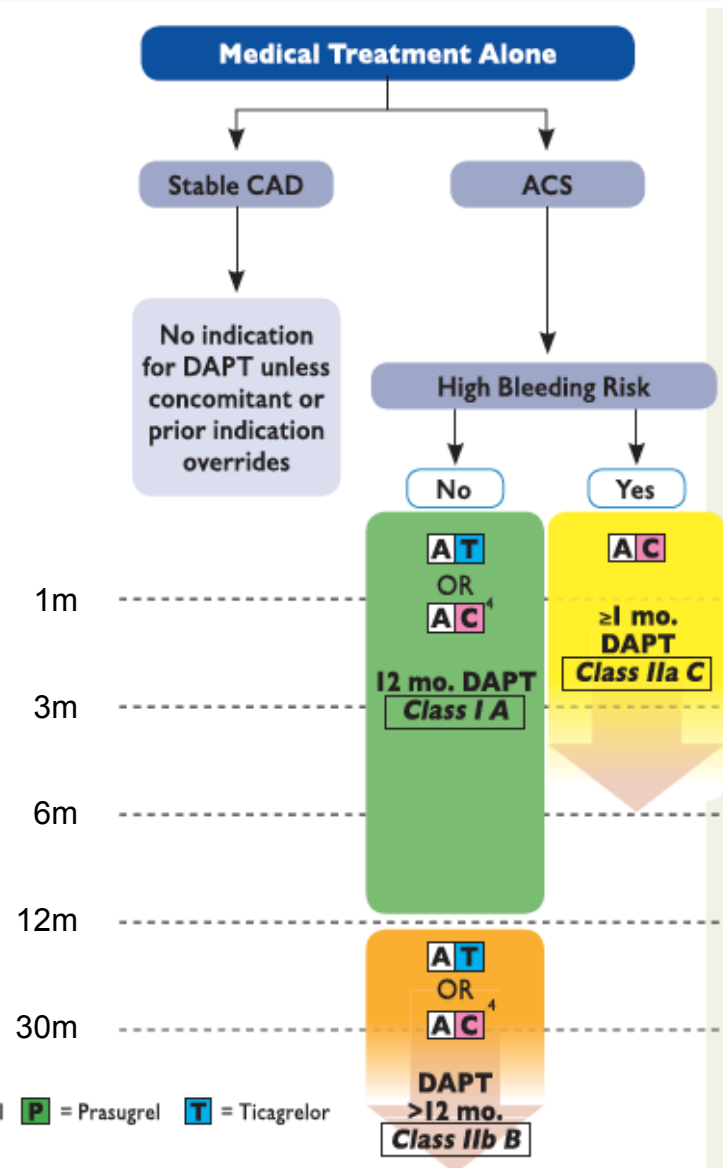 Medical Treatment Alone
Stable CAD
ACS
No indication
for DAPT unless
concomitant or
prior indication
overrides
High Bleeding Risk
No
Yes
A T
OR
A C 4
12 mo. DAPT
Class I A
A C
≥1 mo.
DAPT
Class IIa C
1m
3m
6m
12m
30m
A T
OR
A C 4
DAPT
>12 mo.
Class IIb B
P = Prasugrel
T = Ticagrelor